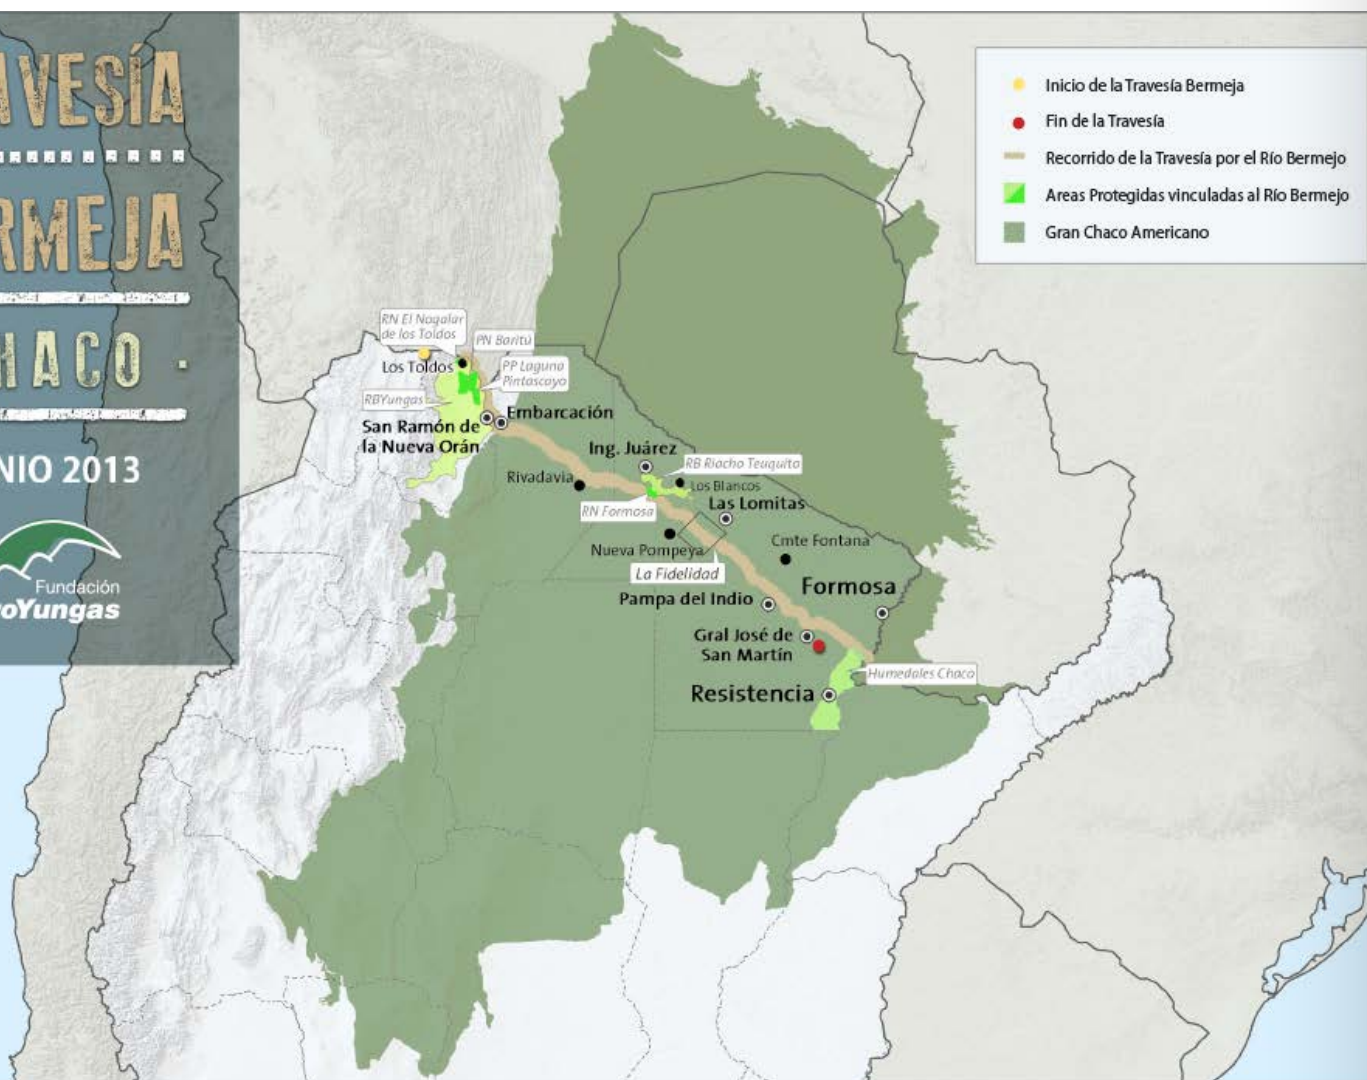 AVESÍA
RMEJA
HACO ·
NIO 2013
Fundación
roYungas
Inicio de la Travesía Bermeja
Fin de la Travesía
Recorrido de la Travesía por el Río Bermejo
Areas Protegidas vinculadas al Río Bermejo
Gran Chaco Americano
RN El Nogalar
de los Toldos
PN Baritú
Los Toldos
PP Laguna
Pintascayo
RBYungas
Embarcación
San Ramón de
la Nueva Orán
Ing. Juárez
RB Riacho Teuquito
Rivadavia
Los Blancos
RN Formosa
Las Lomitas
Nueva Pompeya
Cmte Fontana
La Fidelidad
Formosa
Pampa del Indio
Gral José de
San Martín
Humedales Chaco
Resistencia